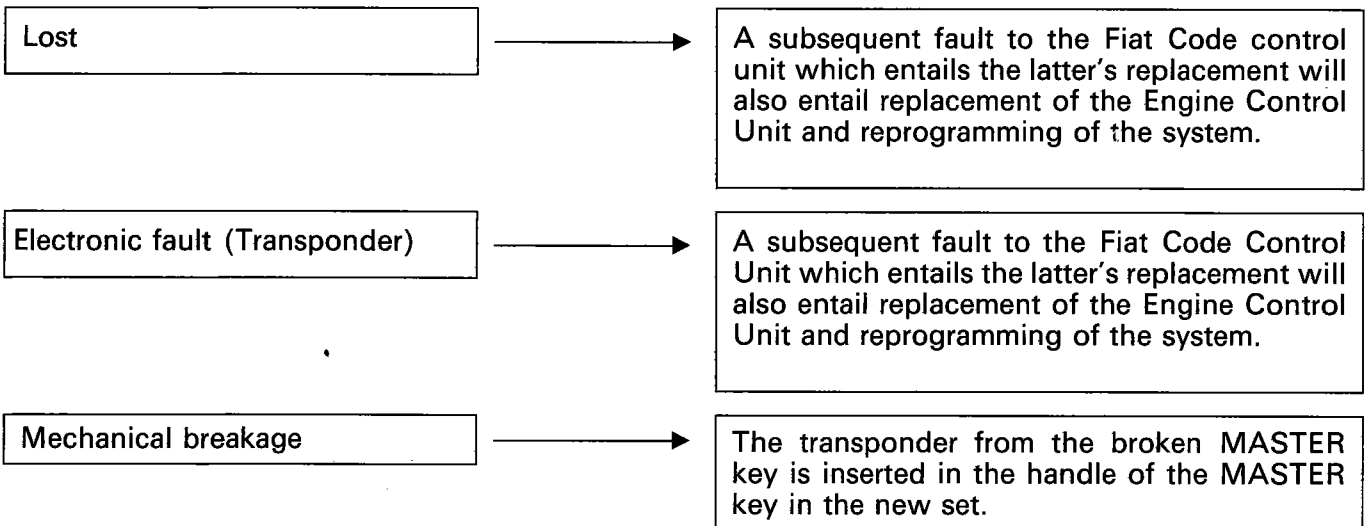 Lost
A subsequent fault to the Fiat Code control
unit which entails the latter's replacement will
also entail replacement of the Engine Control
Unit and reprogramming of the system.
Electronic fault (Transponder)
A subsequent fault to the Fiat Code Control
Unit which entails the latter's replacement will
also entail replacement of the Engine Control
Unit and reprogramming of the system.
Mechanical breakage
The transponder from the broken MASTER
key is inserted in the handle of the MASTER
key in the new set.